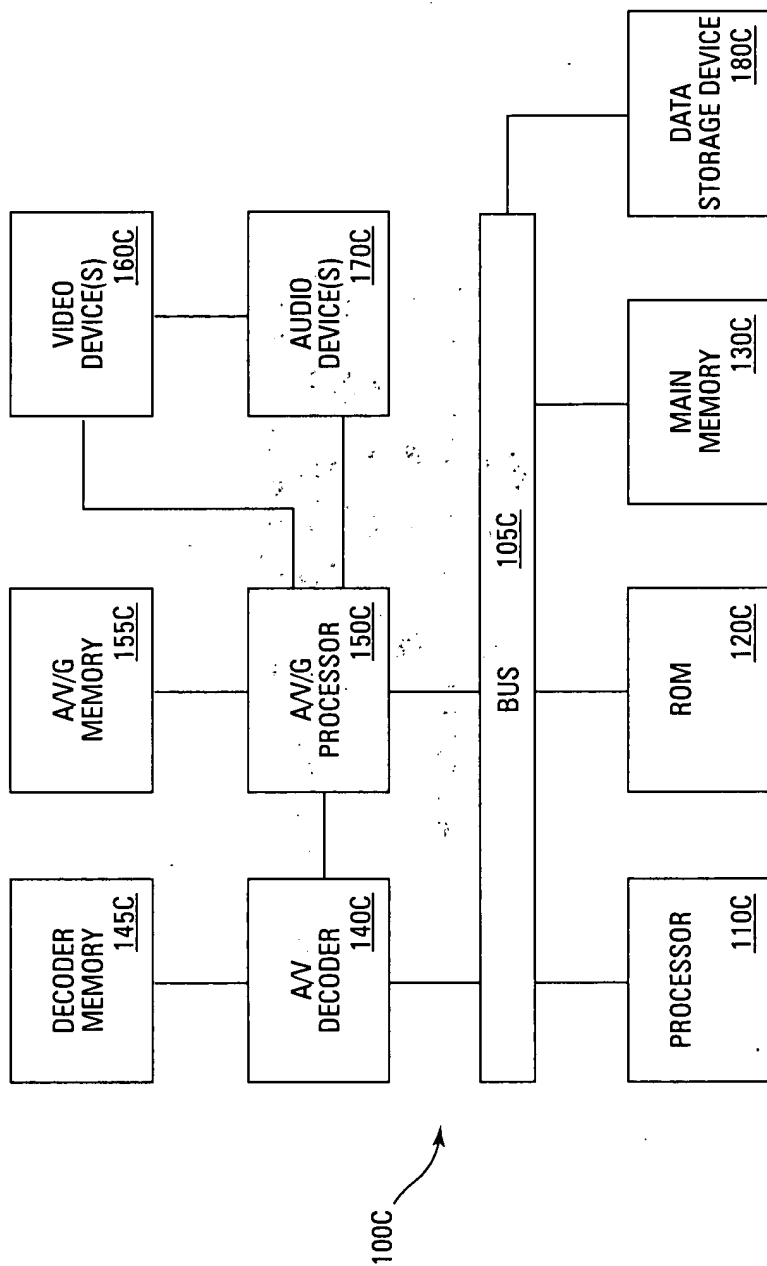 DECODER
MEMORY
145C
A/V/G
MEMORY
155C
VIDEO
DEVICE(S)
160C
A/V
DECODER
140C
A/V/G
PROCESSOR
150C
AUDIO
DEVICE(S)
170C
100C
BUS
105C
PROCESSOR
110C
ROM
120C
MAIN
MEMORY
130C
DATA
STORAGE DEVICE
180C